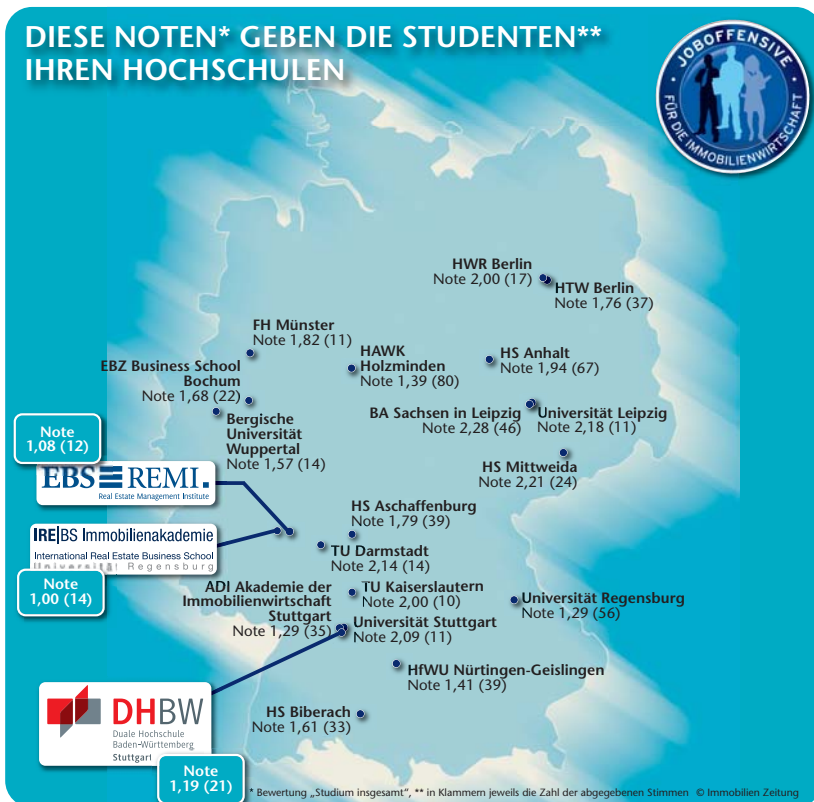 DIESE NOTEN* GEBEN DIE STUDENTEN**
IHREN HOCHSCHULEN
JOBOFFENSIVE
FÜR DIE IMMOBILIENWIRTSCHAFT
HWR Berlin
Note 2,00 (17)
HTW Berlin
Note 1,76 (37)
FH Münster
Note 1,82 (11)
HAWK
Holzminden
Note 1,39 (80)
HS Anhalt
Note 1,94 (67)
EBZ Business School
Bochum
Note 1,68 (22)
Bergische
Universität
Wuppertal
Note 1,57 (14)
BA Sachsen in Leipzig
Note 2,28 (46)
Universität Leipzig
Note 2,18 (11)
HS Mittweida
Note 2,21 (24)
Note
1,08 (12)
EBS REMI.
Real Estate Management Institute
IRE|BS Immobilienakademie
International Real Estate Business School
Universität Regensburg
Note
1,00 (14)
HS Aschaffenburg
Note 1,79 (39)
TU Darmstadt
Note 2,14 (14)
ADI Akademie der
Immobilienwirtschaft
Stuttgart
Note 1,29 (35)
TU Kaiserslautern
Note 2,00 (10)
Universität Stuttgart
Note 2,09 (11)
Universität Regensburg
Note 1,29 (56)
HfWU Nürtingen-Geislingen
Note 1,41 (39)
HS Biberach
Note 1,61 (33)
DHBW
Duale Hochschule
Baden-Württemberg
Stuttgart
Note
1,19 (21)
* Bewertung „Studium insgesamt“, ** in Klammern jeweils die Zahl der abgegebenen Stimmen © Immobilien Zeitung